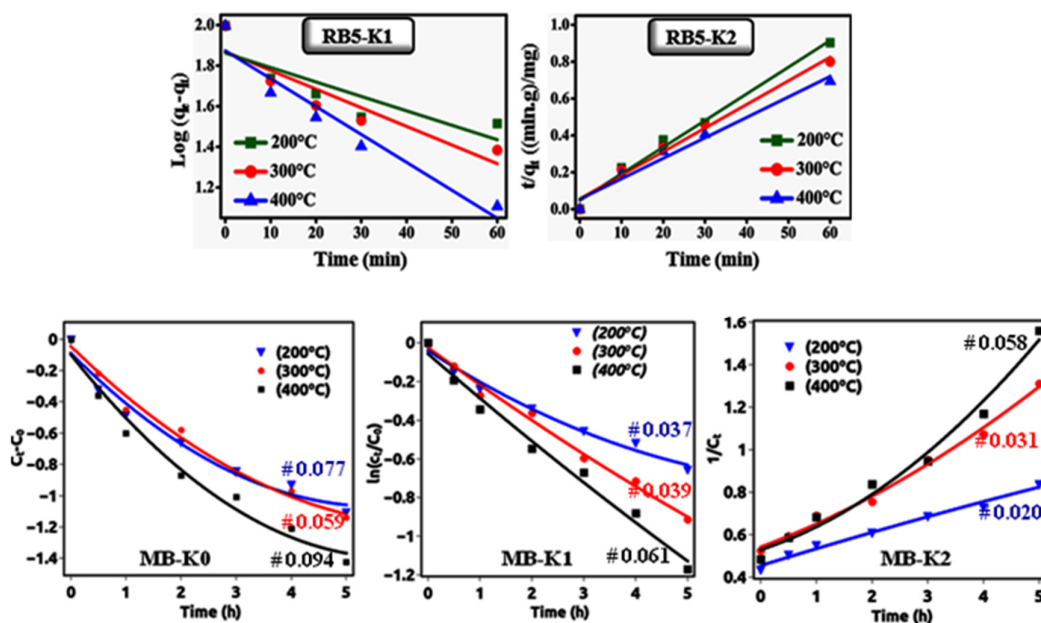 RB5-K1
Log (qe-qt)
2.0
1.8
1.6
1.4
1.2
200°C
300°C
400°C
0 10 20 30 40 50 60
Time (min)
RB5-K2
t/qt ((min.g)/mg)
1.0
0.8
0.6
0.4
0.2
0.0
200°C
300°C
400°C
0 10 20 30 40 50 60
Time (min)
Ct-C0
0
−0.2
−0.4
−0.6
−0.8
−1.0
−1.2
−1.4
(200°C)
(300°C)
(400°C)
#0.077
#0.059
#0.094
MB-K0
0 1 2 3 4 5
Time (h)
ln(ct/C0)
0
−0.2
−0.4
−0.6
−0.8
−1.0
−1.2
(200°C)
(300°C)
(400°C)
#0.037
#0.039
#0.061
MB-K1
0 1 2 3 4 5
Time (h)
1/Ct
1.6
1.4
1.2
1.0
0.8
0.6
0.4
(200°C)
(300°C)
(400°C)
#0.058
#0.031
#0.020
MB-K2
0 1 2 3 4 5
Time (h)